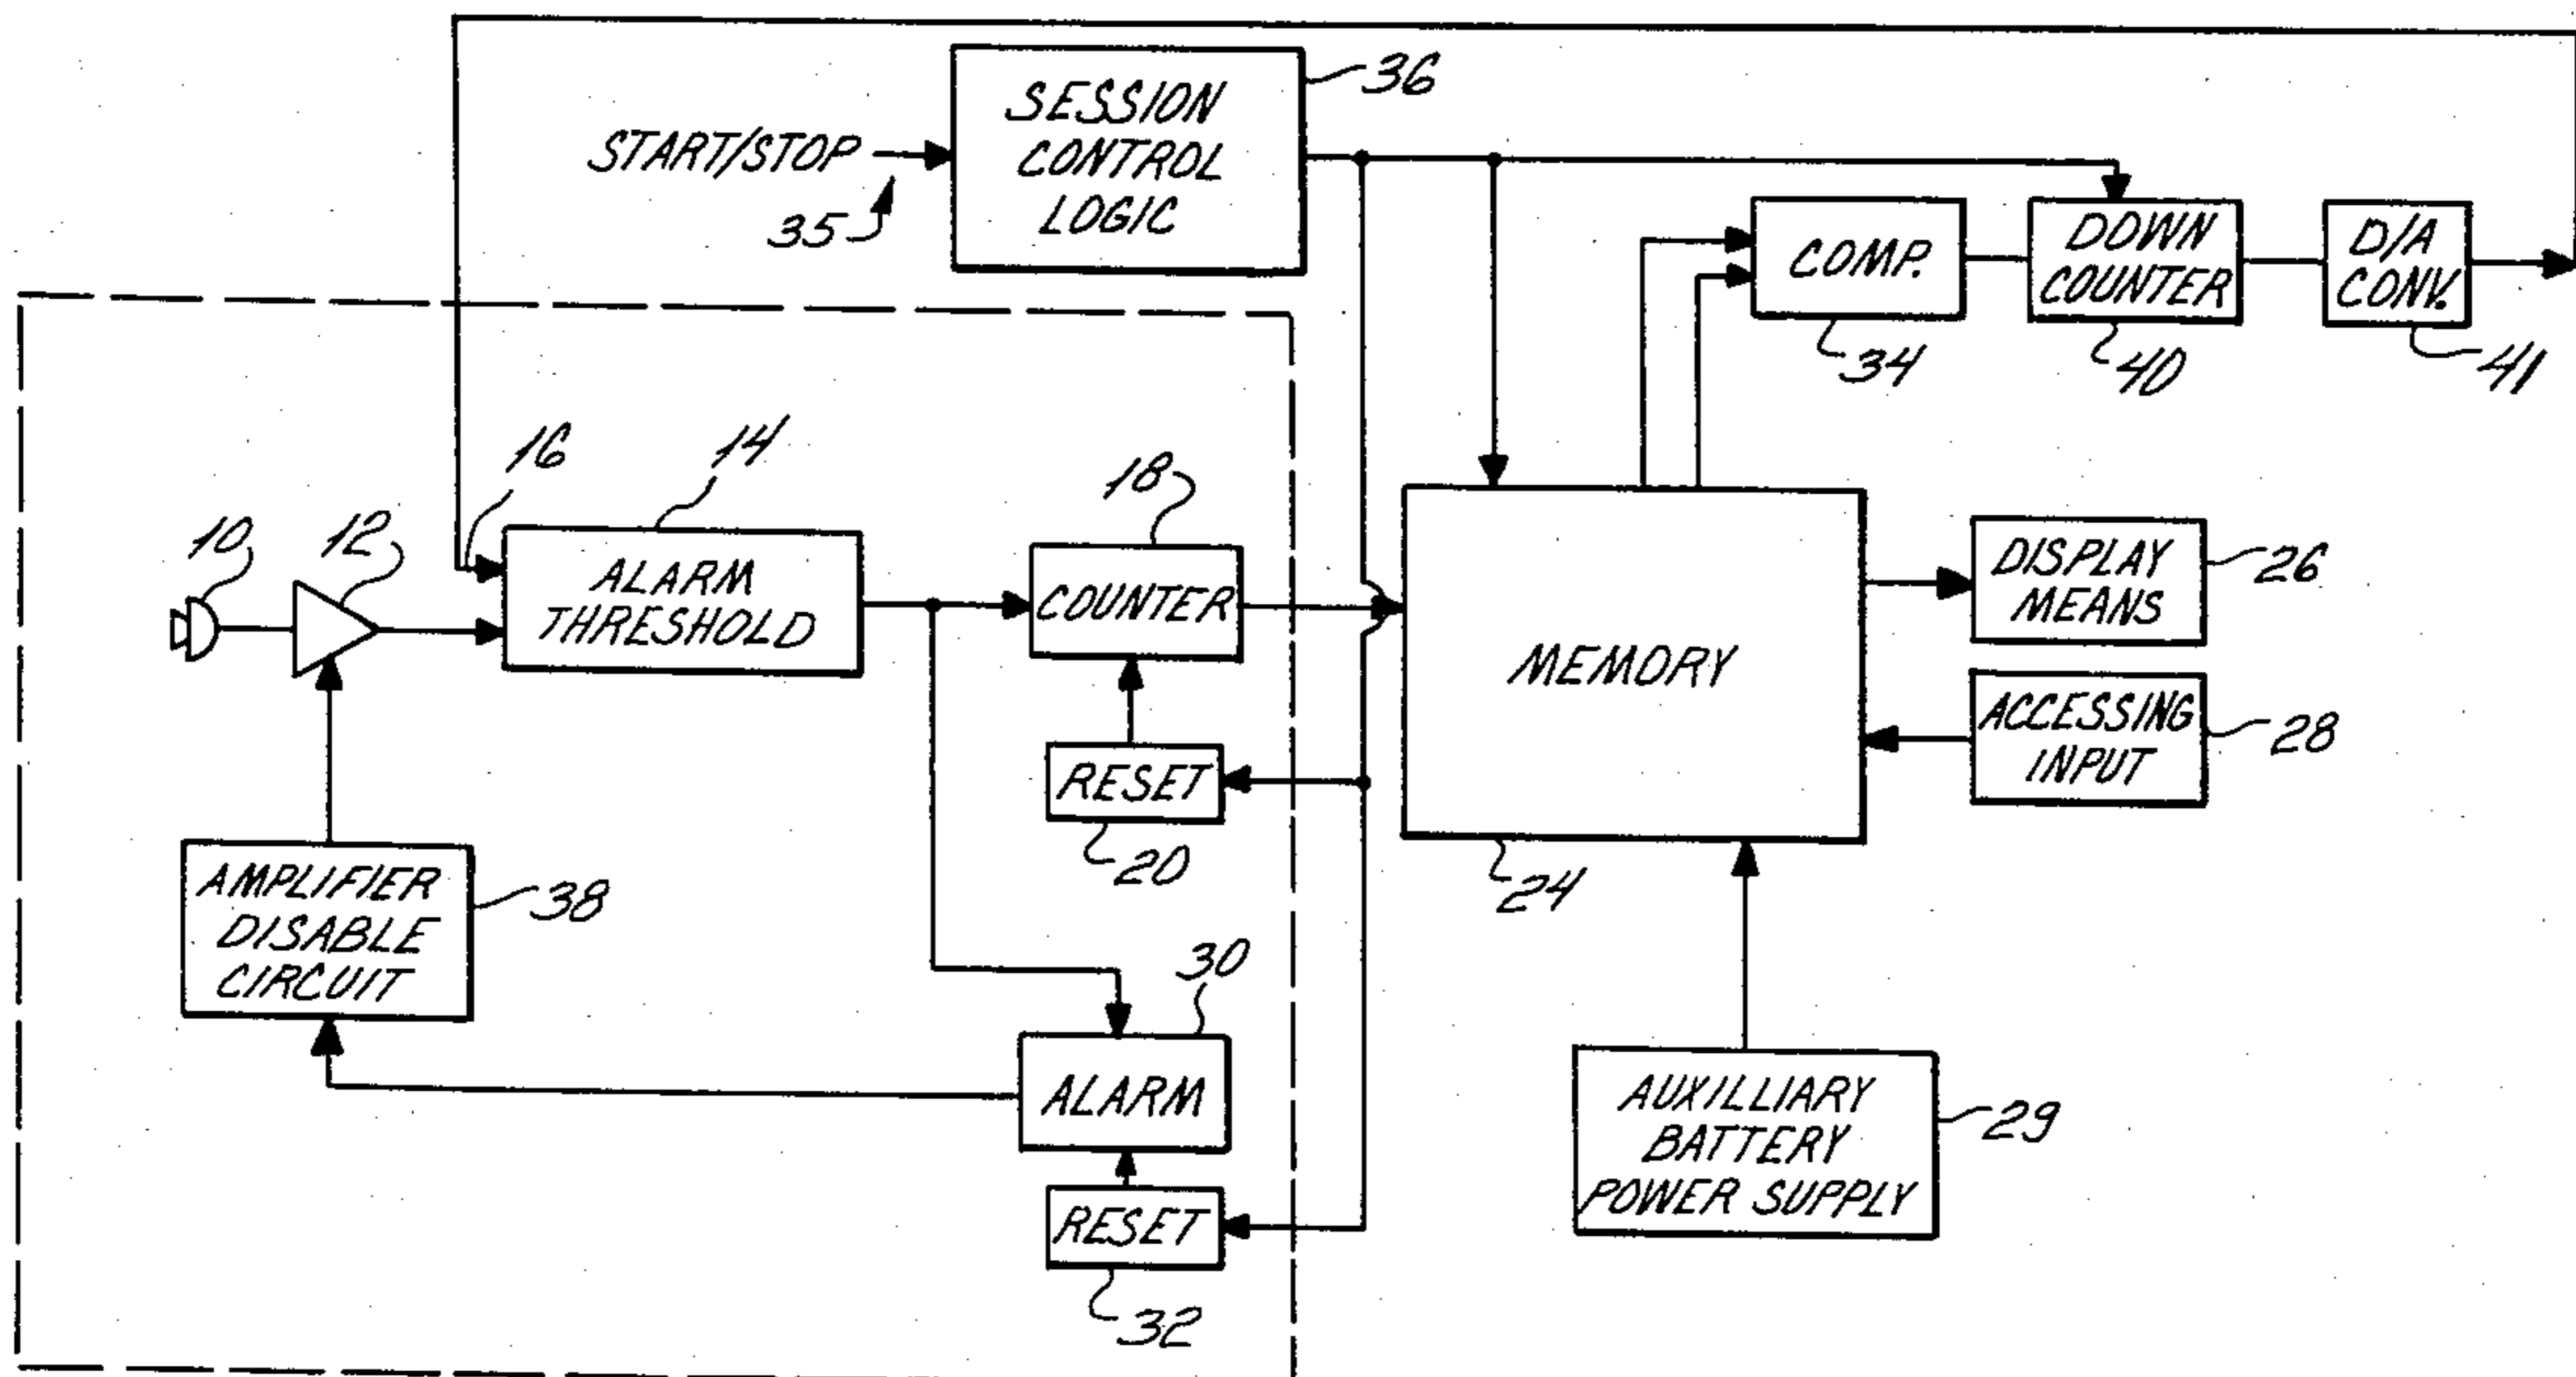 36
SESSION
CONTROL
LOGIC
START/STOP
35
COMP.
34
DOWN
COUNTER
40
D/A
CONV.
41
10
12
16
14
ALARM
THRESHOLD
18
COUNTER
RESET
20
MEMORY
24
DISPLAY
MEANS
26
ACCESSING
INPUT
28
AMPLIFIER
DISABLE
CIRCUIT
38
30
ALARM
RESET
32
AUXILLIARY
BATTERY
POWER SUPPLY
29